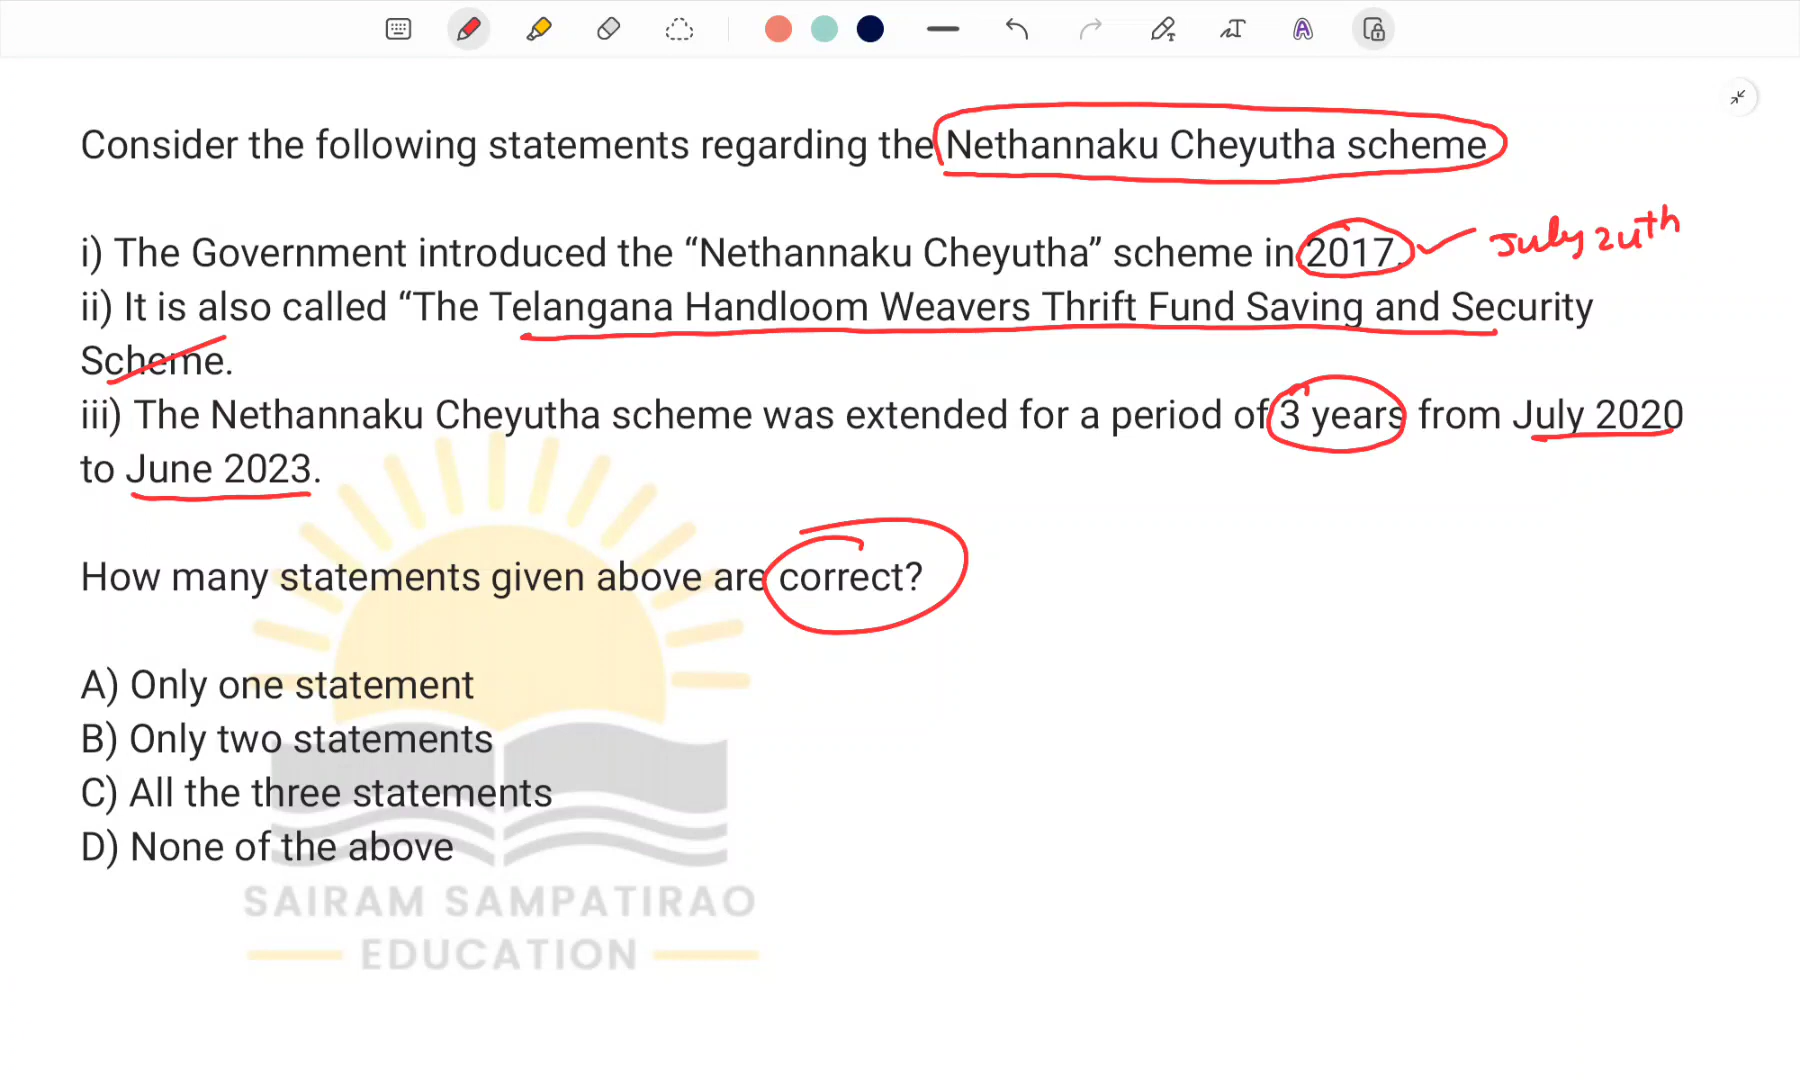 Consider the following statements regarding the Nethannaku Cheyutha scheme
i) The Government introduced the “Nethannaku Cheyutha” scheme in 2017. July 24th
ii) It is also called “The Telangana Handloom Weavers Thrift Fund Saving and Security
Scheme.
iii) The Nethannaku Cheyutha scheme was extended for a period of 3 years from July 2020
to June 2023.
How many statements given above are correct?
A) Only one statement
B) Only two statements
C) All the three statements
D) None of the above
SAIRAM SAMPATIRAO
EDUCATION